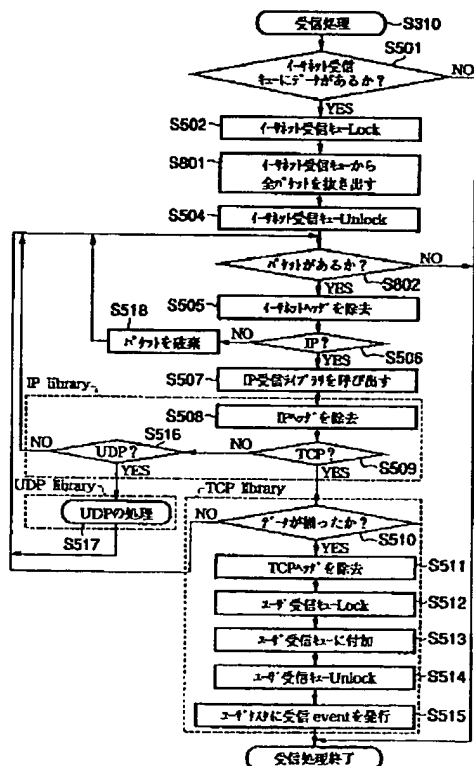 受信処理
S310
S501
イーサネット受信
キューにデータがあるか?
NO
YES
S502
イーサネット受信キューLock
S801
イーサネット受信キューから
全パケットを抜き出す
S504
イーサネット受信キューUnlock
パケットがあるか?
NO
S802
YES
S505
イーサネットヘッダを除去
S518
パケットを破棄
NO
IP?
S506
YES
S507
IP受信ライブラリを呼び出す
IP library
S508
IPヘッダを除去
S516
NO
UDP?
NO
TCP?
S509
YES
YES
UDP library
TCP library
UDPの処理
S517
NO
データが揃ったか?
S510
YES
TCPヘッダを除去
S511
ユーザ受信キューLock
S512
ユーザ受信キューに付加
S513
ユーザ受信キューUnlock
S514
ユーザタスクに受信eventを発行
S515
受信処理終了